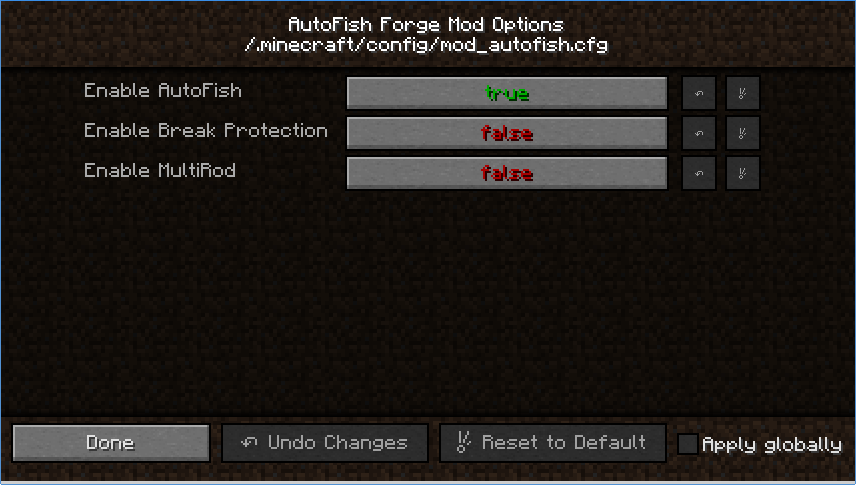 AutoFish Forge Mod Options
/.minecraft/config/mod_autofish.cfg
Enable AutoFish true
Enable Break Protection false
Enable MultiRod false
Done Undo Changes Reset to Default Apply globally